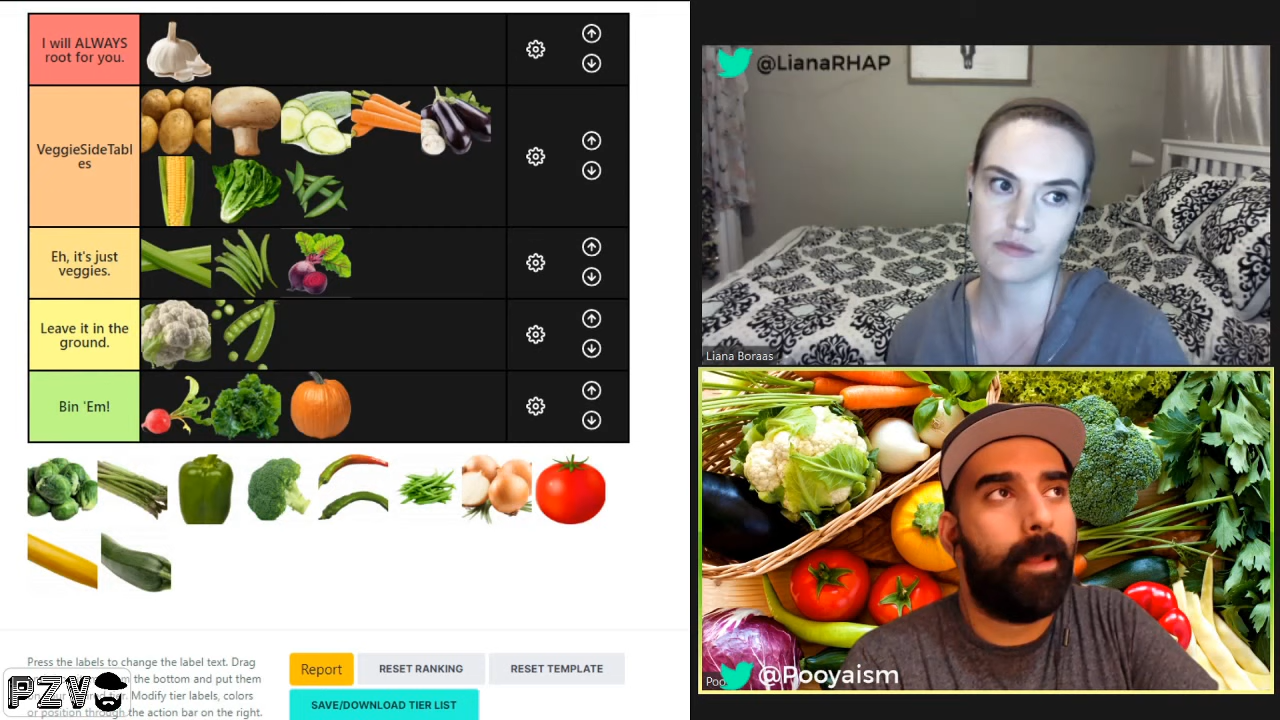 I will ALWAYS
root for you.
VeggieSideTabl
es
Eh, it's just
veggies.
Leave it in the
ground.
Bin 'Em!
Press the labels to change the label text. Drag
the bottom and put them
Modify tier labels, colors
or position through the action bar on the right.
Report
RESET RANKING
RESET TEMPLATE
SAVE/DOWNLOAD TIER LIST
PZV
@LianaRHAP
Liana Boraas
Poo
@Pooyaism